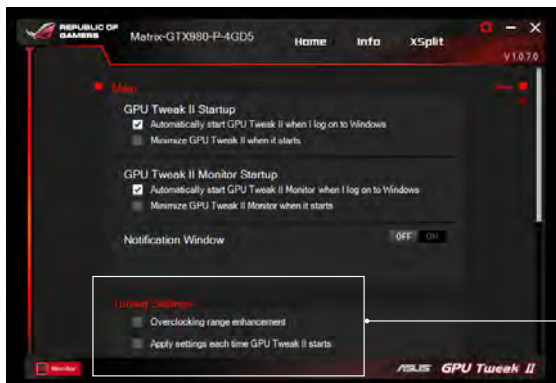 REPUBLIC OF
GAMERS
Matrix-GTX980-P-4GD5
Home Info XSplit
V1.0.7.0
Main
GPU Tweak II Startup
Automatically start GPU Tweak II when I log on to Windows
Minimize GPU Tweak II when it starts
GPU Tweak II Monitor Startup
Automatically start GPU Tweak II Monitor when I log on to Windows
Minimize GPU Tweak II Monitor when it starts
Notification Window OFF ON
Tuning Settings
Overclocking range enhancement
Apply settings each time GPU Tweak II starts
Monitor
ASUS GPU Tweak II